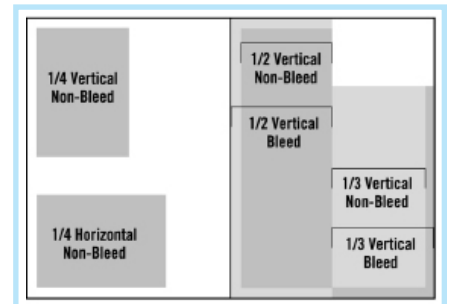 1/4 Vertical
Non-Bleed
1/4 Horizontal
Non-Bleed
1/2 Vertical
Non-Bleed
1/2 Vertical
Bleed
1/3 Vertical
Non-Bleed
1/3 Vertical
Bleed